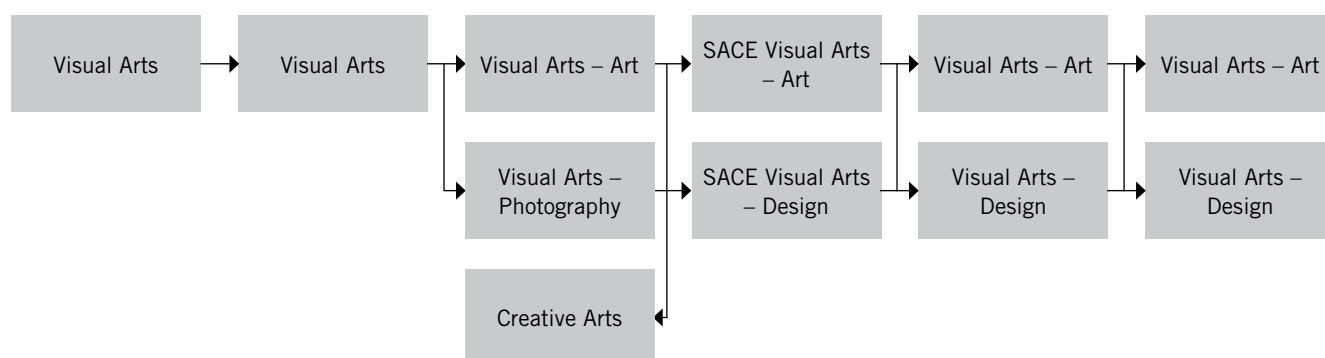 Visual Arts
Visual Arts
Visual Arts – Art
SACE Visual Arts
– Art
Visual Arts – Art
Visual Arts – Art
Visual Arts –
Photography
SACE Visual Arts
– Design
Visual Arts –
Design
Visual Arts –
Design
Creative Arts